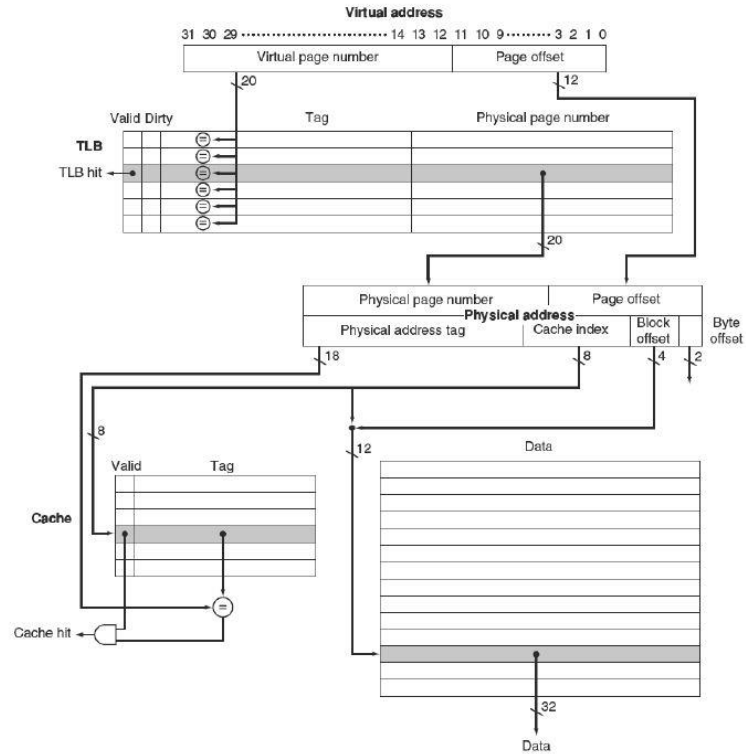 Virtual address
31 30 29 ··························· 14 13 12 11 10 9 ········ 3 2 1 0
Virtual page number Page offset
20 12
Valid Dirty Tag Physical page number
TLB
=
=
TLB hit =
=
=
=
20
Physical page number Page offset
Physical address
Physical address tag Cache index Block offset Byte offset
18 8 4 2
8
12 Data
Valid Tag
Cache
=
Cache hit
32
Data